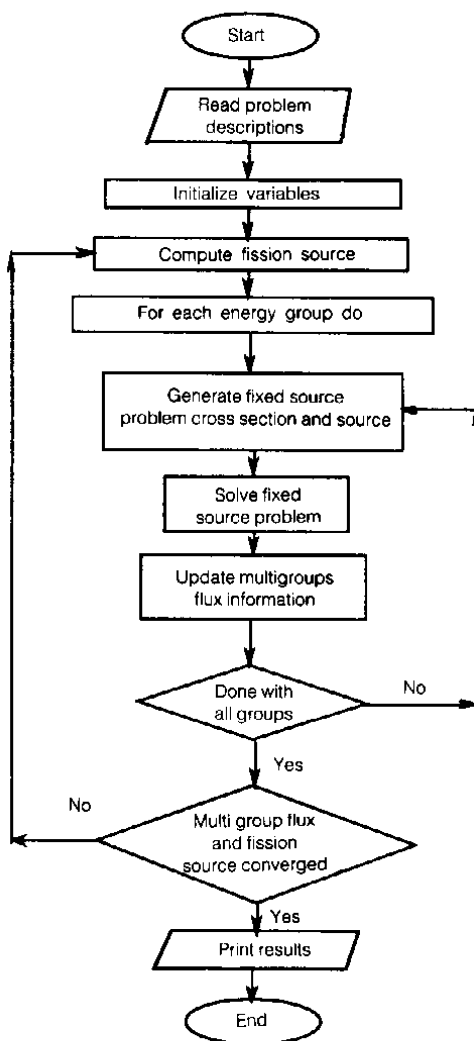 Start
Read problem
descriptions
Initialize variables
Compute fission source
For each energy group do
Generate fixed source
problem cross section and source
Solve fixed
source problem
Update multigroups
flux information
Done with
all groups
No
Yes
No
Multi group flux
and fission
source converged
Yes
Print results
End